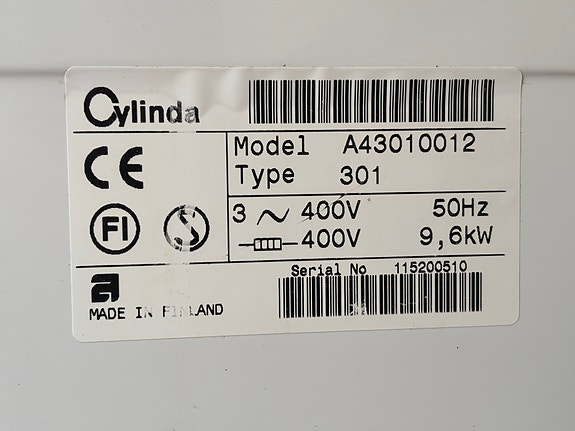 Cylinda
CE
Model A43010012
Type 301
FI S
3 ~ 400V 50Hz
400V 9,6kW
Serial No 115200510
a
MADE IN FINLAND